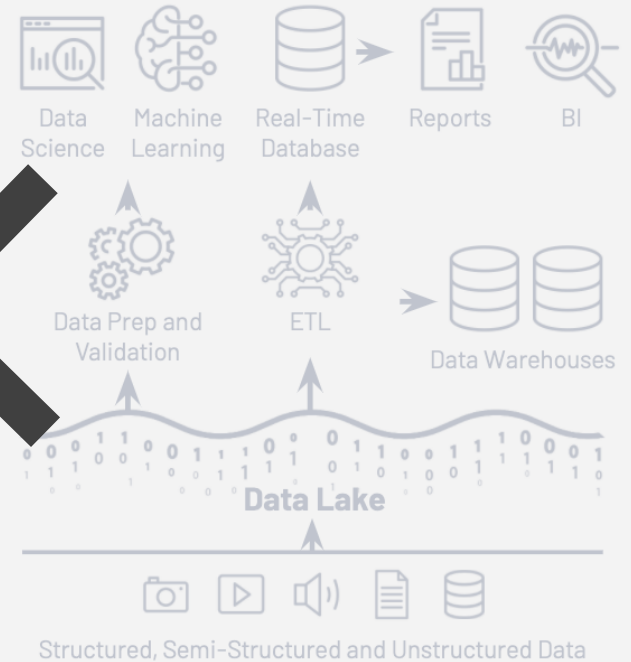 Data
Science
Machine
Learning
Real-Time
Database
Reports
BI
Data Prep and
Validation
ETL
Data Warehouses
Data Lake
Structured, Semi-Structured and Unstructured Data